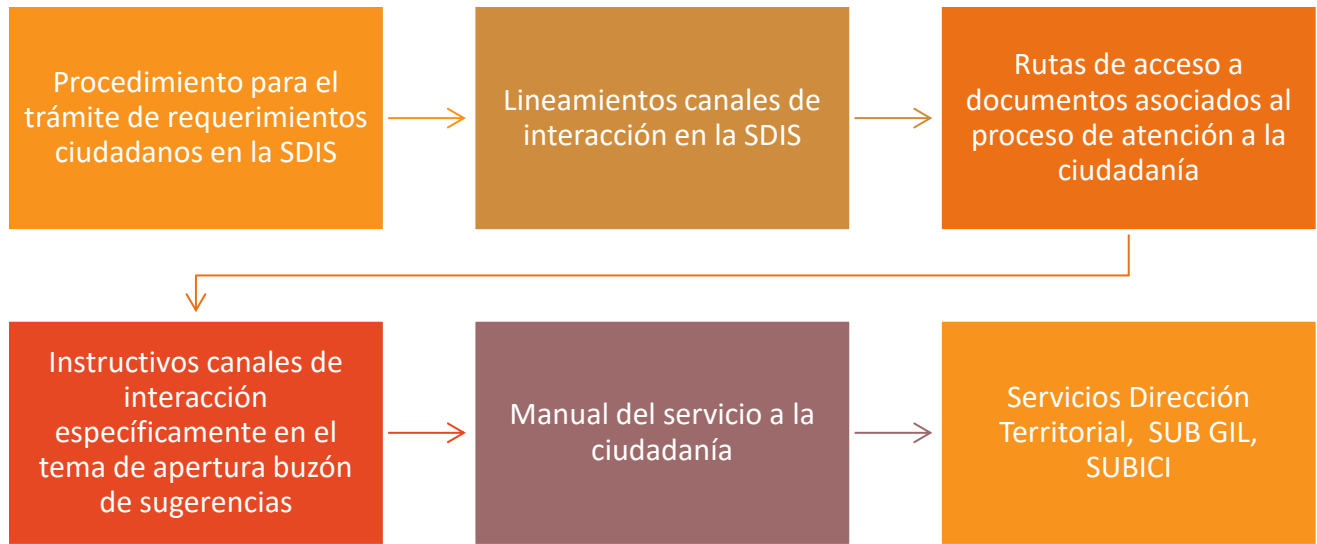 Procedimiento para el
trámite de requerimientos
ciudadanos en la SDIS
Lineamientos canales de
interacción en la SDIS
Rutas de acceso a
documentos asociados al
proceso de atención a la
ciudadanía
Instructivos canales de
interacción
específicamente en el
tema de apertura buzón
de sugerencias
Manual del servicio a la
ciudadanía
Servicios Dirección
Territorial, SUB GIL,
SUBICI